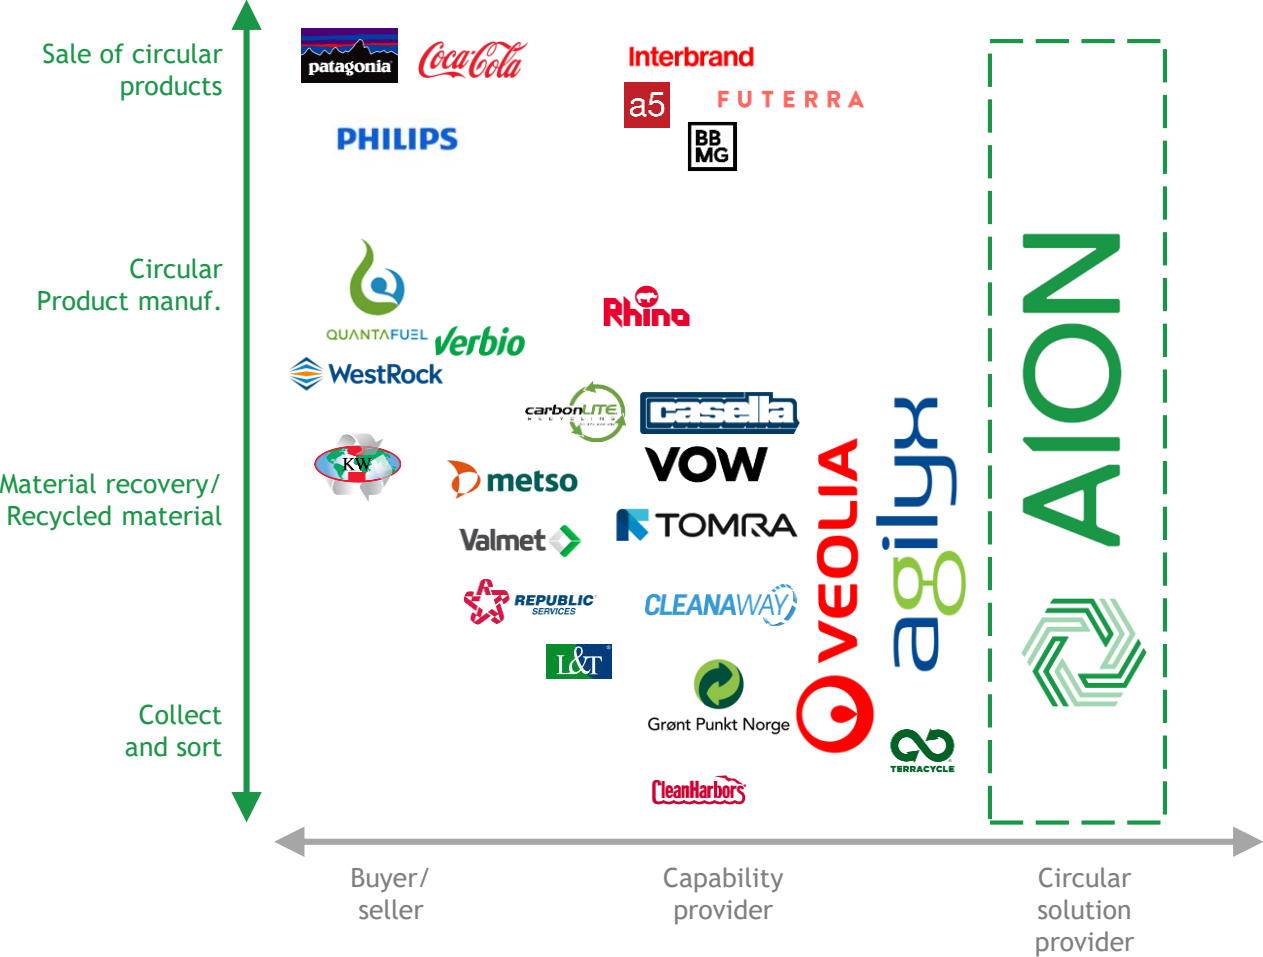 Sale of circular
products
patagonia
Coca-Cola
PHILIPS
Interbrand
a5
FUTERRA
BB
MG
Circular
Product manuf.
QUANTAFUEL
verbio
WestRock
Rhino
carbonLITE
RECYCLING
casella
KW
metso
VOW
Material recovery/
Recycled material
Valmet
TOMRA
REPUBLIC
SERVICES
CLEANAWAY
L&T
VEOLIA
agilyx
AION
Grønt Punkt Norge
Collect
and sort
TERRACYCLE
CleanHarbors
Buyer/
seller
Capability
provider
Circular
solution
provider